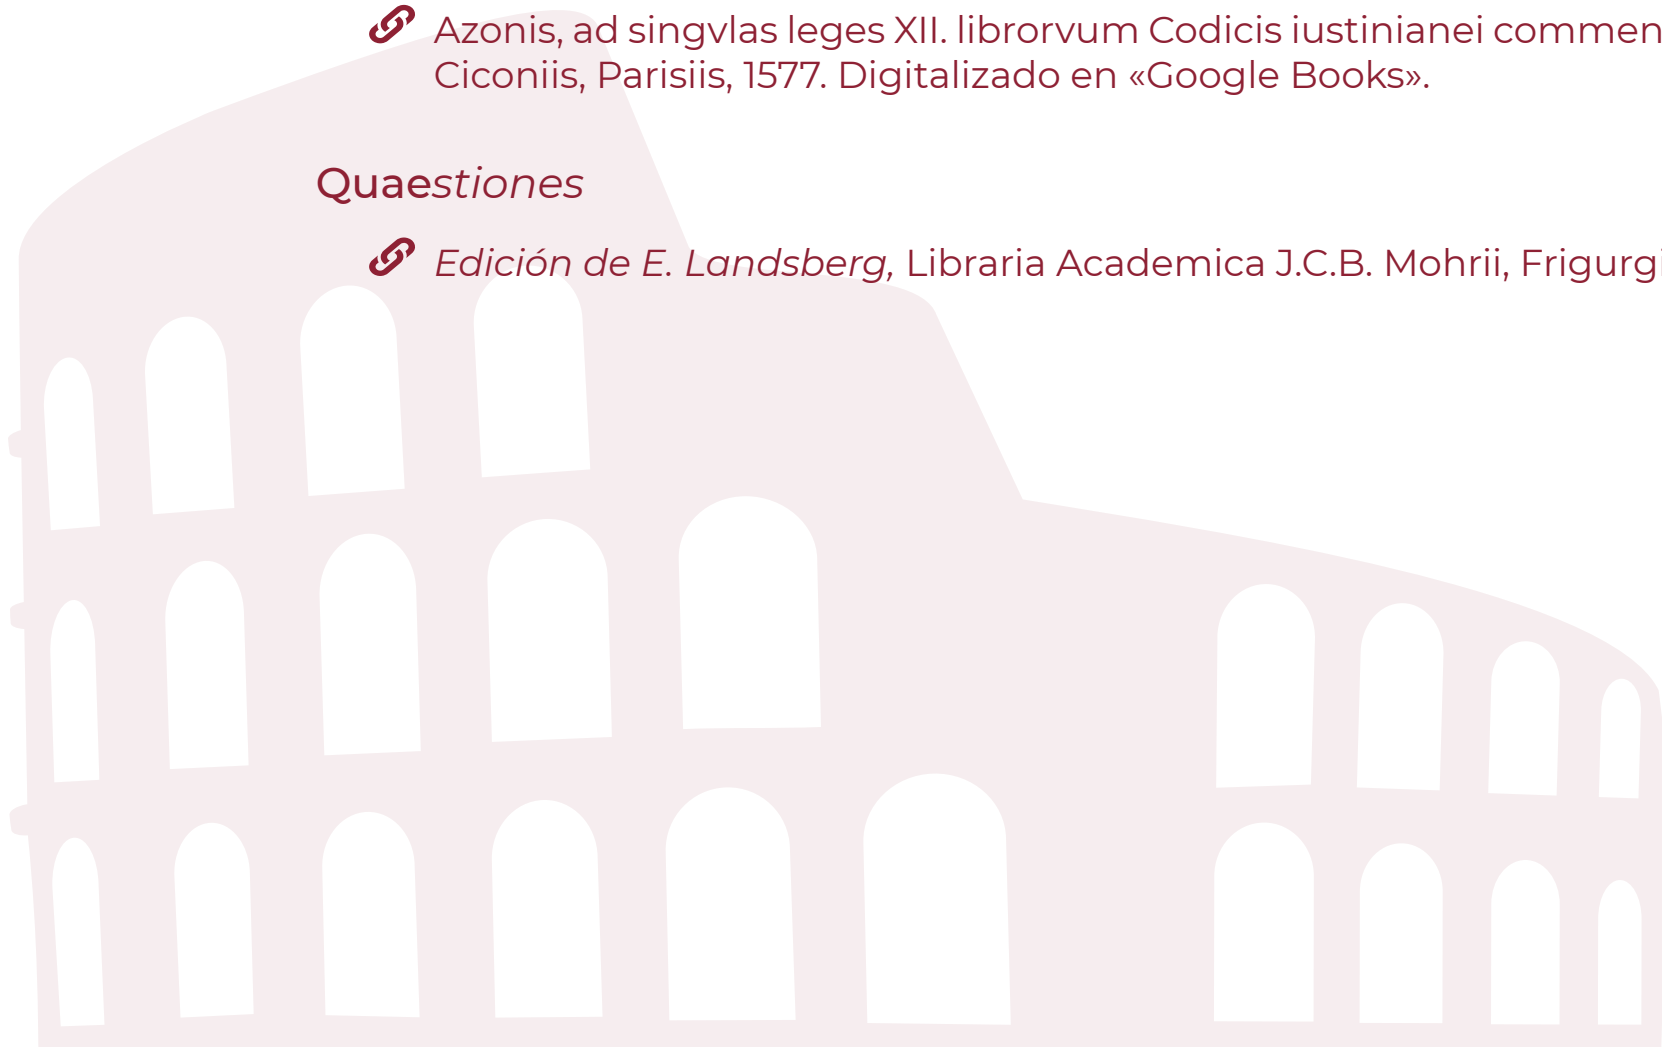 Azonis, ad singvlas leges XII. librorvum Codicis iustinianei commen
Ciconiis, Parisiis, 1577. Digitalizado en «Google Books».
Quaestiones
Edición de E. Landsberg, Libraria Academica J.C.B. Mohrii, Frigurgi